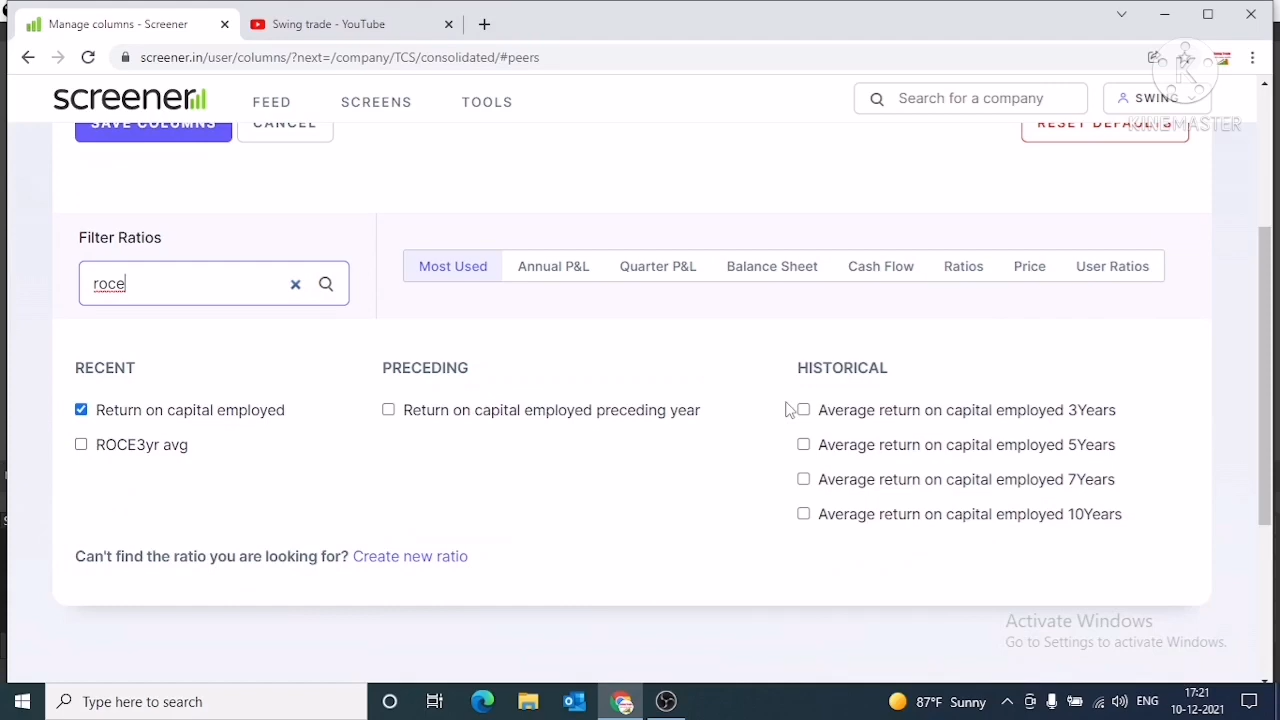 Manage columns - Screener
Swing trade - YouTube
screener.in/user/columns/?next=/company/TCS/consolidated/#peers
screener
FEED
SCREENS
TOOLS
Search for a company
SWING
KINEMASTER
SAVE COLUMNS
CANCEL
RESET DEFAULTS
Filter Ratios
roce
Most Used
Annual P&L
Quarter P&L
Balance Sheet
Cash Flow
Ratios
Price
User Ratios
RECENT
PRECEDING
HISTORICAL
Return on capital employed
Return on capital employed preceding year
Average return on capital employed 3Years
ROCE3yr avg
Average return on capital employed 5Years
Average return on capital employed 7Years
Average return on capital employed 10Years
Can't find the ratio you are looking for? Create new ratio
Activate Windows
Go to Settings to activate Windows.
Type here to search
87°F Sunny
ENG
17:21
10-12-2021